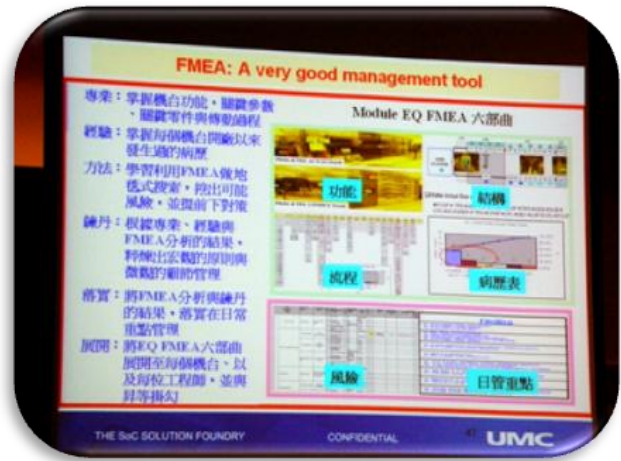 FMEA: A very good management tool
專業：掌握機台功能，關鍵參數
、關鍵零件與傳動過程
經驗：掌握每個機台開廠以來
發生過的病歷
方法：學習利用FMEA做地
毯式搜索，挖出可能
風險，並提前下對策
鍊丹：根據專業、經驗與
FMEA分析的結果，
粹煉出宏觀的原則與
微觀的細節管理
落實：將FMEA分析與鍊丹
的結果，落實在日常
重點管理
展開：將EQ FMEA六部曲
展開至每個機台、以
及每位工程師，並與
昇等掛勾
Module EQ FMEA 六部曲
功能
結構
流程
病歷表
風險
日管重點
THE SoC SOLUTION FOUNDRY
CONFIDENTIAL
47
UMC